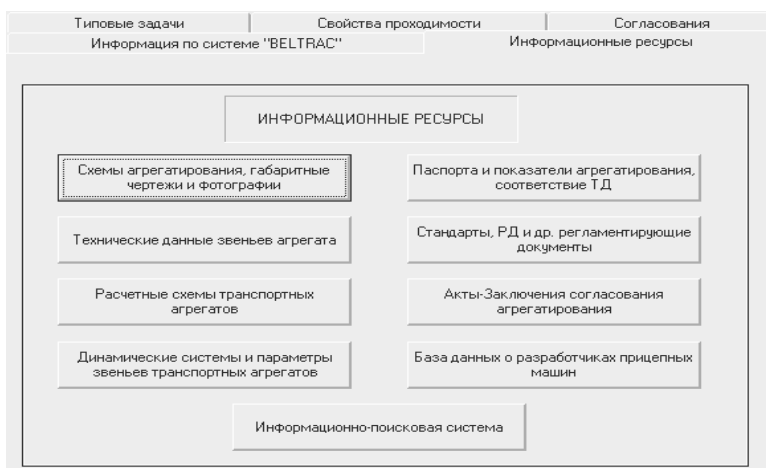 Типовые задачи
Свойства проходимости
Согласования
Информация по системе "BELTRAC"
Информационные ресурсы
ИНФОРМАЦИОННЫЕ РЕСУРСЫ
Схемы агрегатирования, габаритные
чертежи и фотографии
Паспорта и показатели агрегатирования,
соответствие ТД
Технические данные звеньев агрегата
Стандарты, РД и др. регламентирующие
документы
Расчетные схемы транспортных
агрегатов
Акты-Заключения согласования
агрегатирования
Динамические системы и параметры
звеньев транспортных агрегатов
База данных о разработчиках прицепных
машин
Информационно-поисковая система